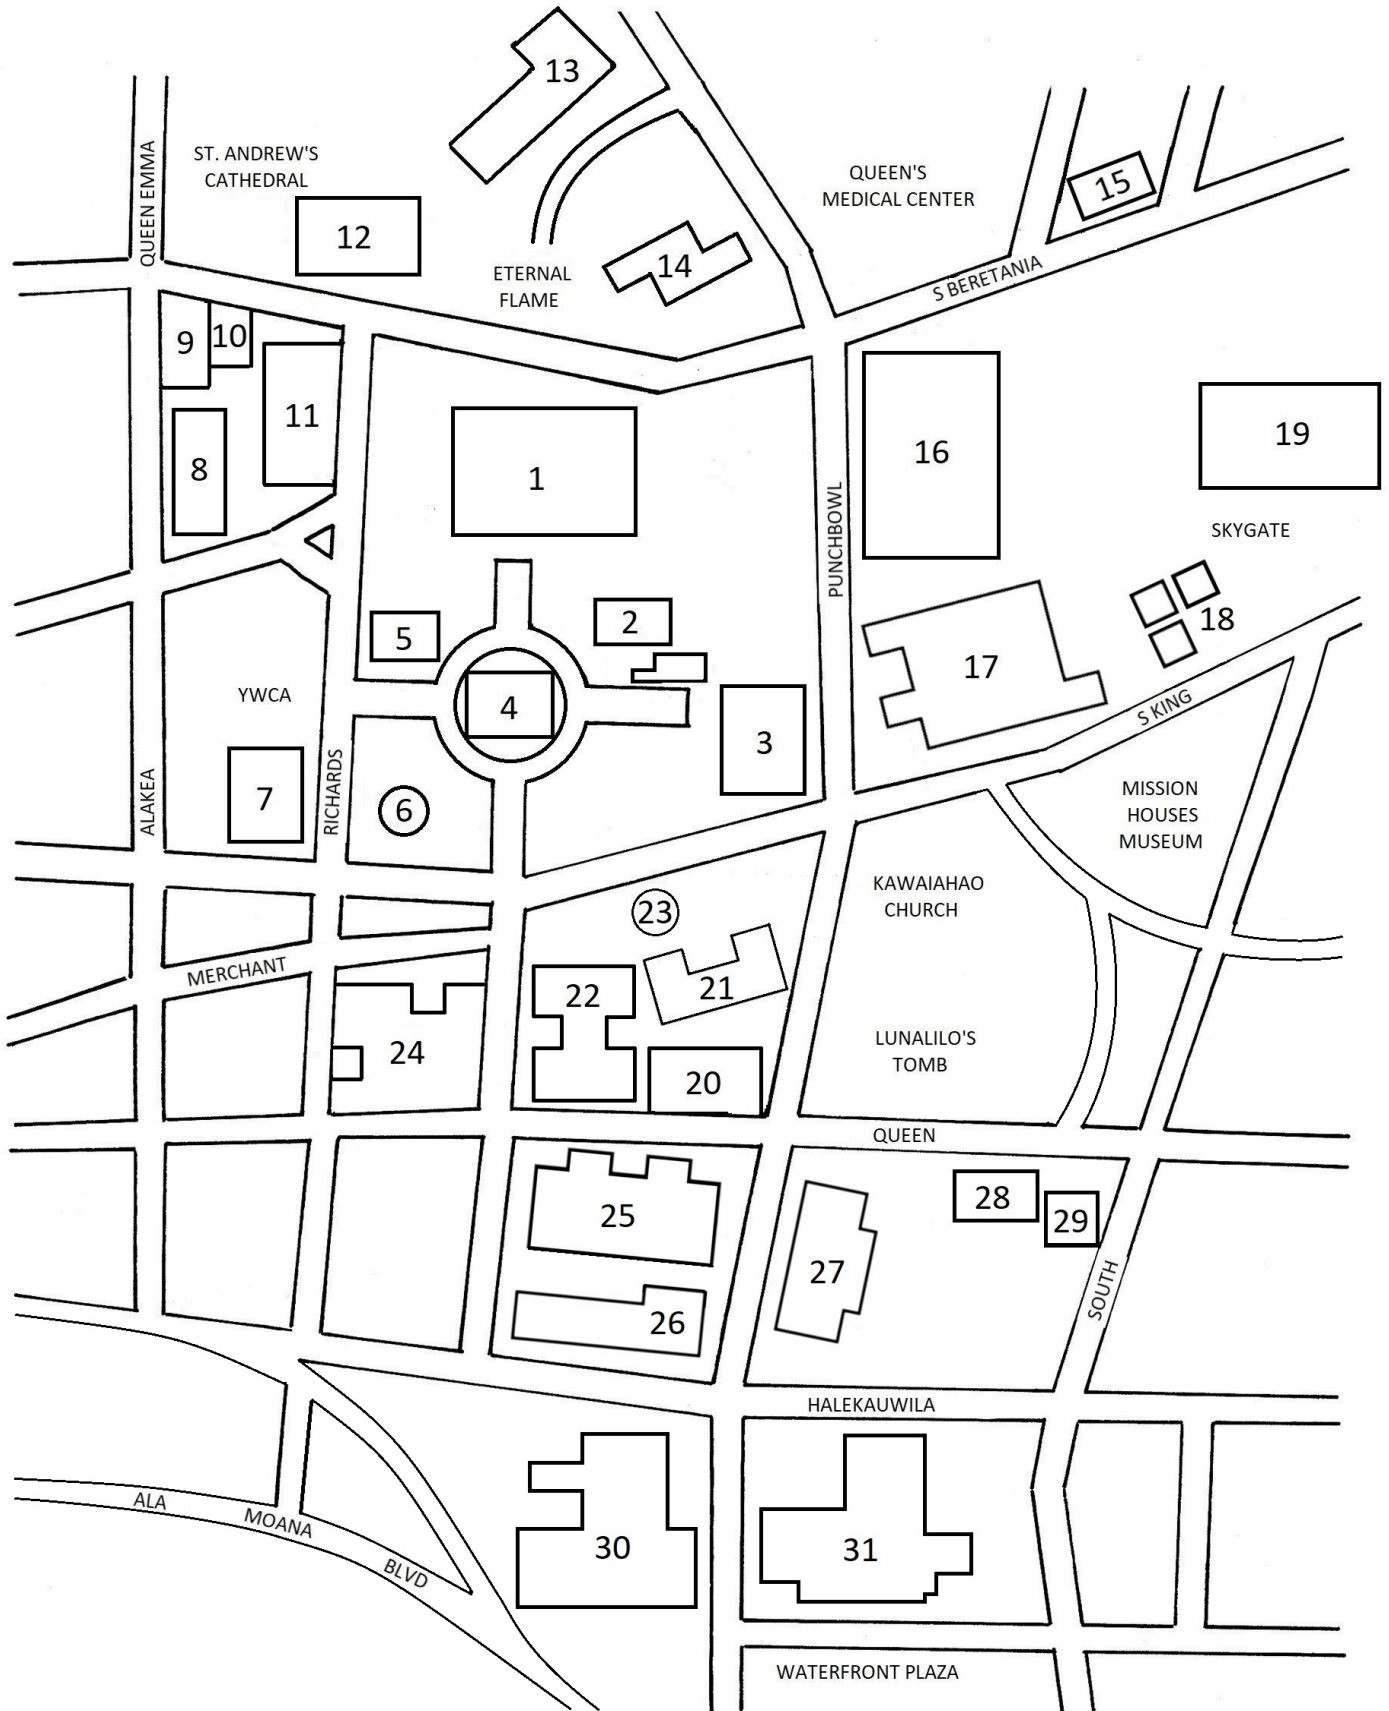 13
QUEEN EMMA
ST. ANDREW'S
CATHEDRAL
QUEEN'S
MEDICAL CENTER
15
12
ETERNAL
FLAME
14
S BERETANIA
9
10
11
8
1
16
19
SKYGATE
PUNCHBOWL
5
2
18
17
YWCA
4
S KING
3
7
6
ALAKEA
RICHARDS
MISSION
HOUSES
MUSEUM
KAWAIAHAO
CHURCH
23
MERCHANT
22
21
24
20
LUNALILO'S
TOMB
QUEEN
25
28
29
27
26
SOUTH
HALEKAUWILA
ALA
MOANA
BLVD
30
31
WATERFRONT PLAZA